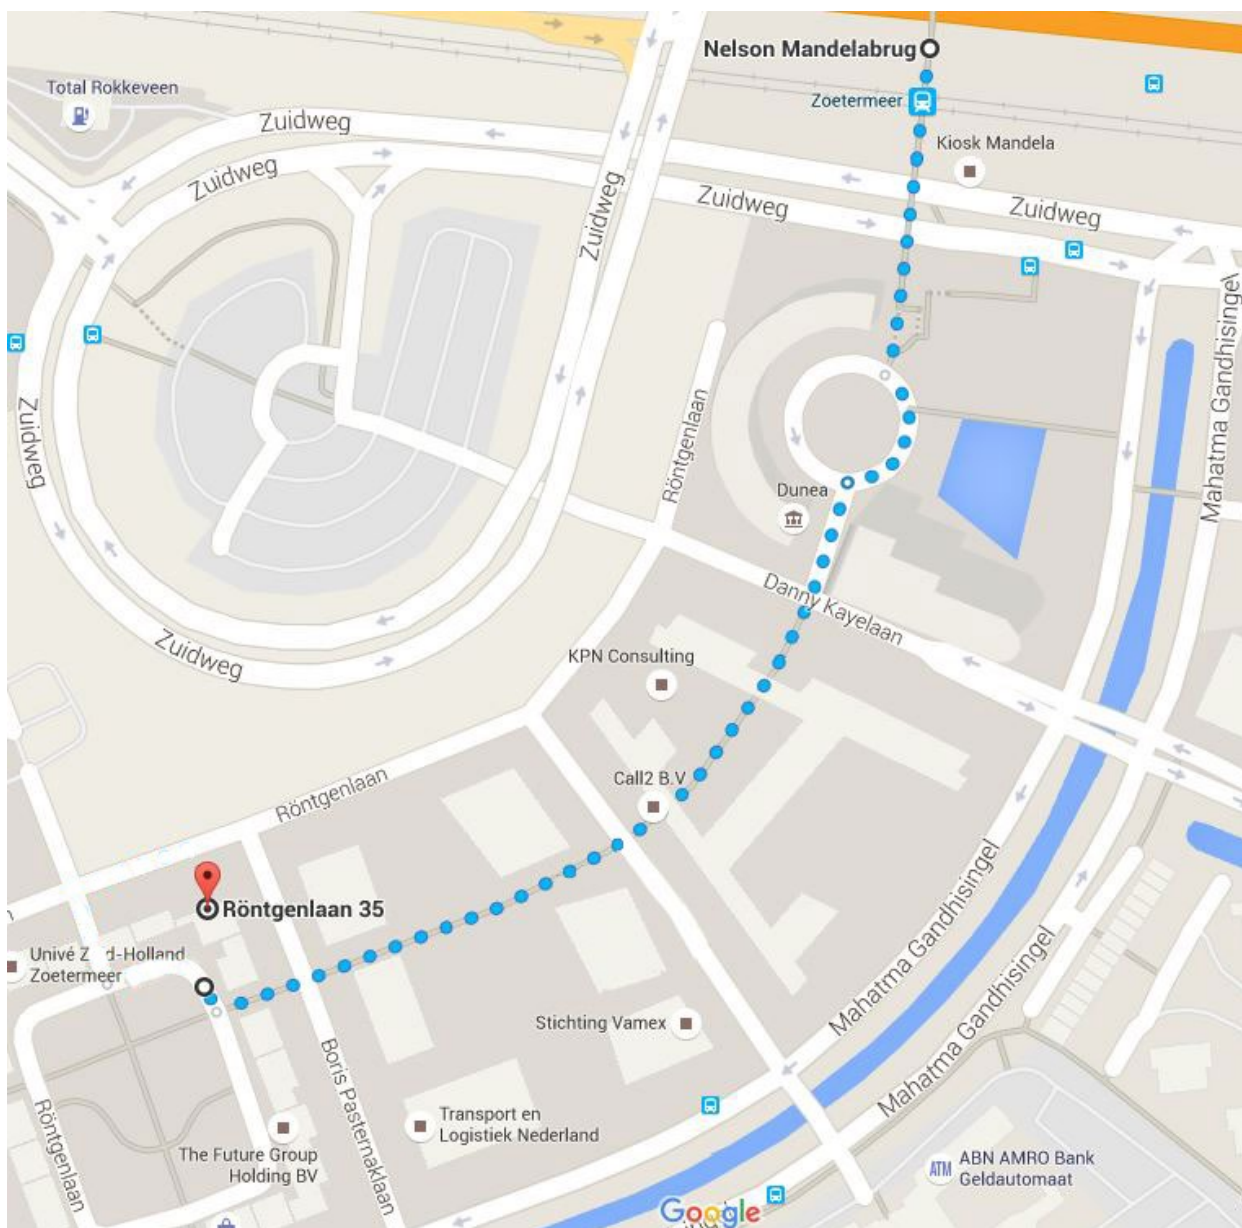 Nelson Mandelabrug
Total Rokkeveen
Zoetermeer
Zuidweg
Kiosk Mandela
Zuidweg
Zuidweg
Zuidweg
Zuidweg
Mahatma Gandhisingel
Röntgenlaan
Zuidweg
Dunea
Danny Kayelaan
Zuidweg
KPN Consulting
Call2 B.V
Röntgenlaan
Mahatma Gandhisingel
Röntgenlaan 35
Univé Z d-Holland
Zoetermeer
Mahatma Gandhisingel
Stichting Vamex
Boris Pasternaklaan
Röntgenlaan
Transport en
Logistiek Nederland
The Future Group
Holding BV
ATM
ABN AMRO Bank
Geldautomaat
Google